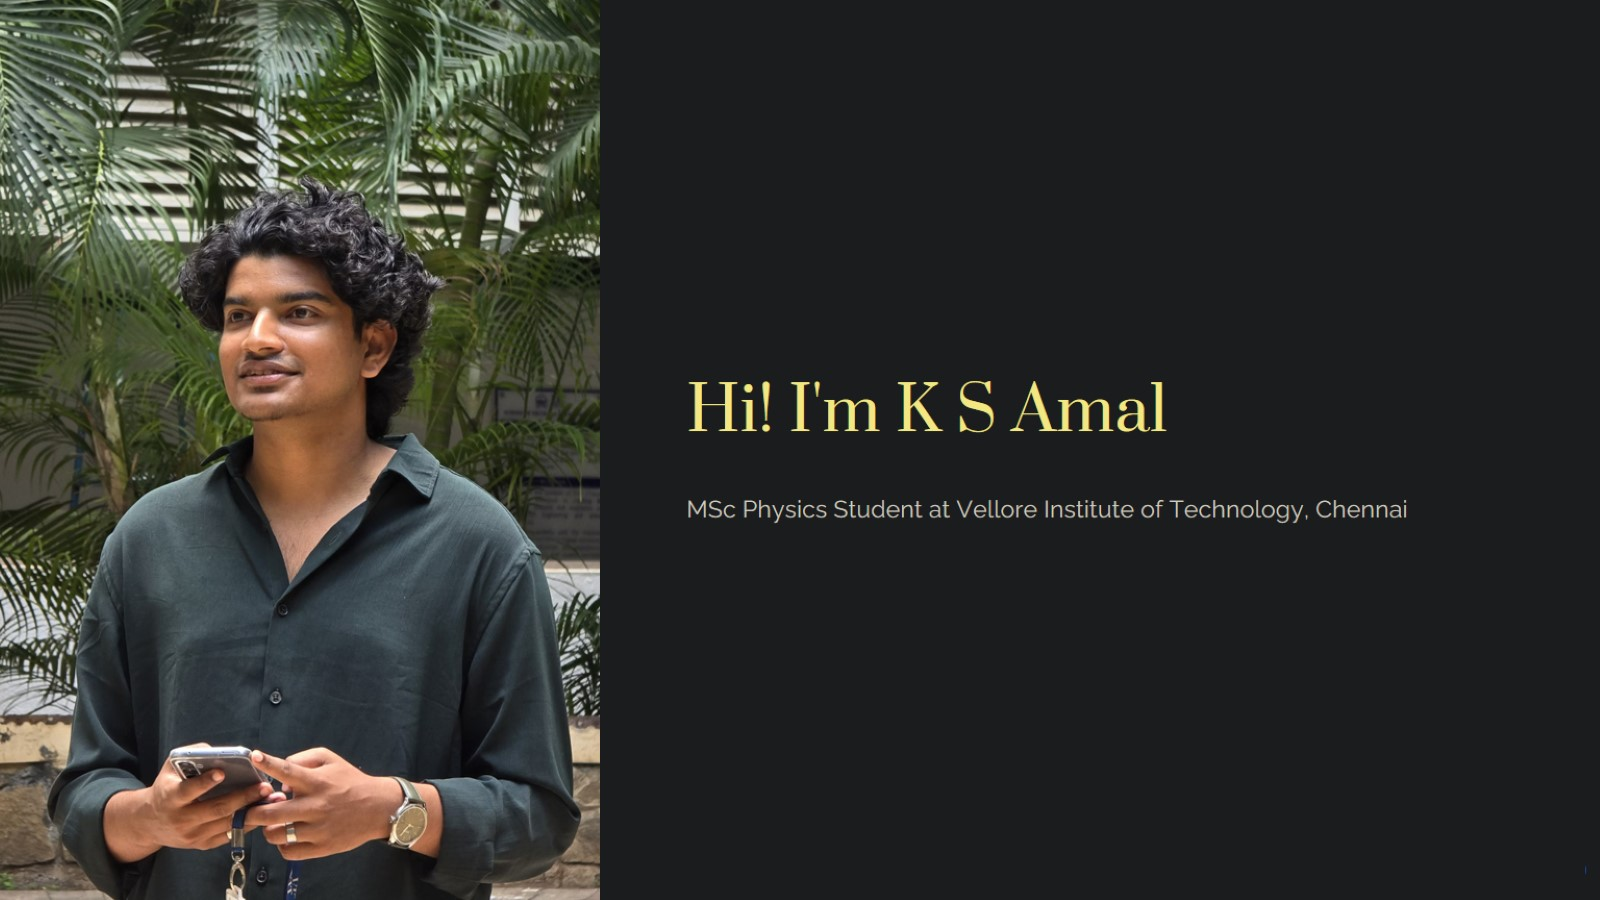 Hi! I'm K S Amal
MSc Physics Student at Vellore Institute of Technology, Chennai